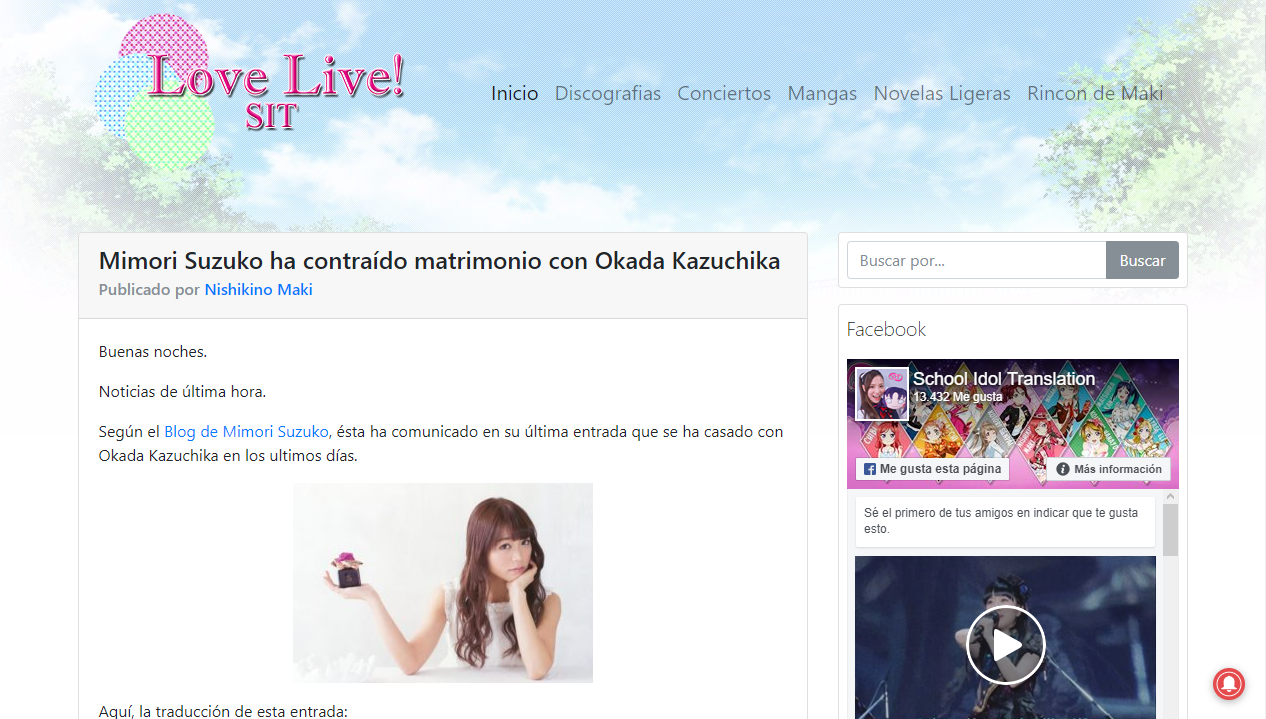 Love Live!
SIT
Inicio Discografias Conciertos Mangas Novelas Ligeras Rincon de Maki
Mimori Suzuko ha contraído matrimonio con Okada Kazuchika
Publicado por Nishikino Maki
Buenas noches.
Noticias de última hora.
Según el Blog de Mimori Suzuko, ésta ha comunicado en su última entrada que se ha casado con
Okada Kazuchika en los ultimos días.
Aquí, la traducción de esta entrada:
Buscar por...
Buscar
Facebook
School Idol Translation
13.432 Me gusta
Me gusta esta página
Más información
Sé el primero de tus amigos en indicar que te gusta
esto.